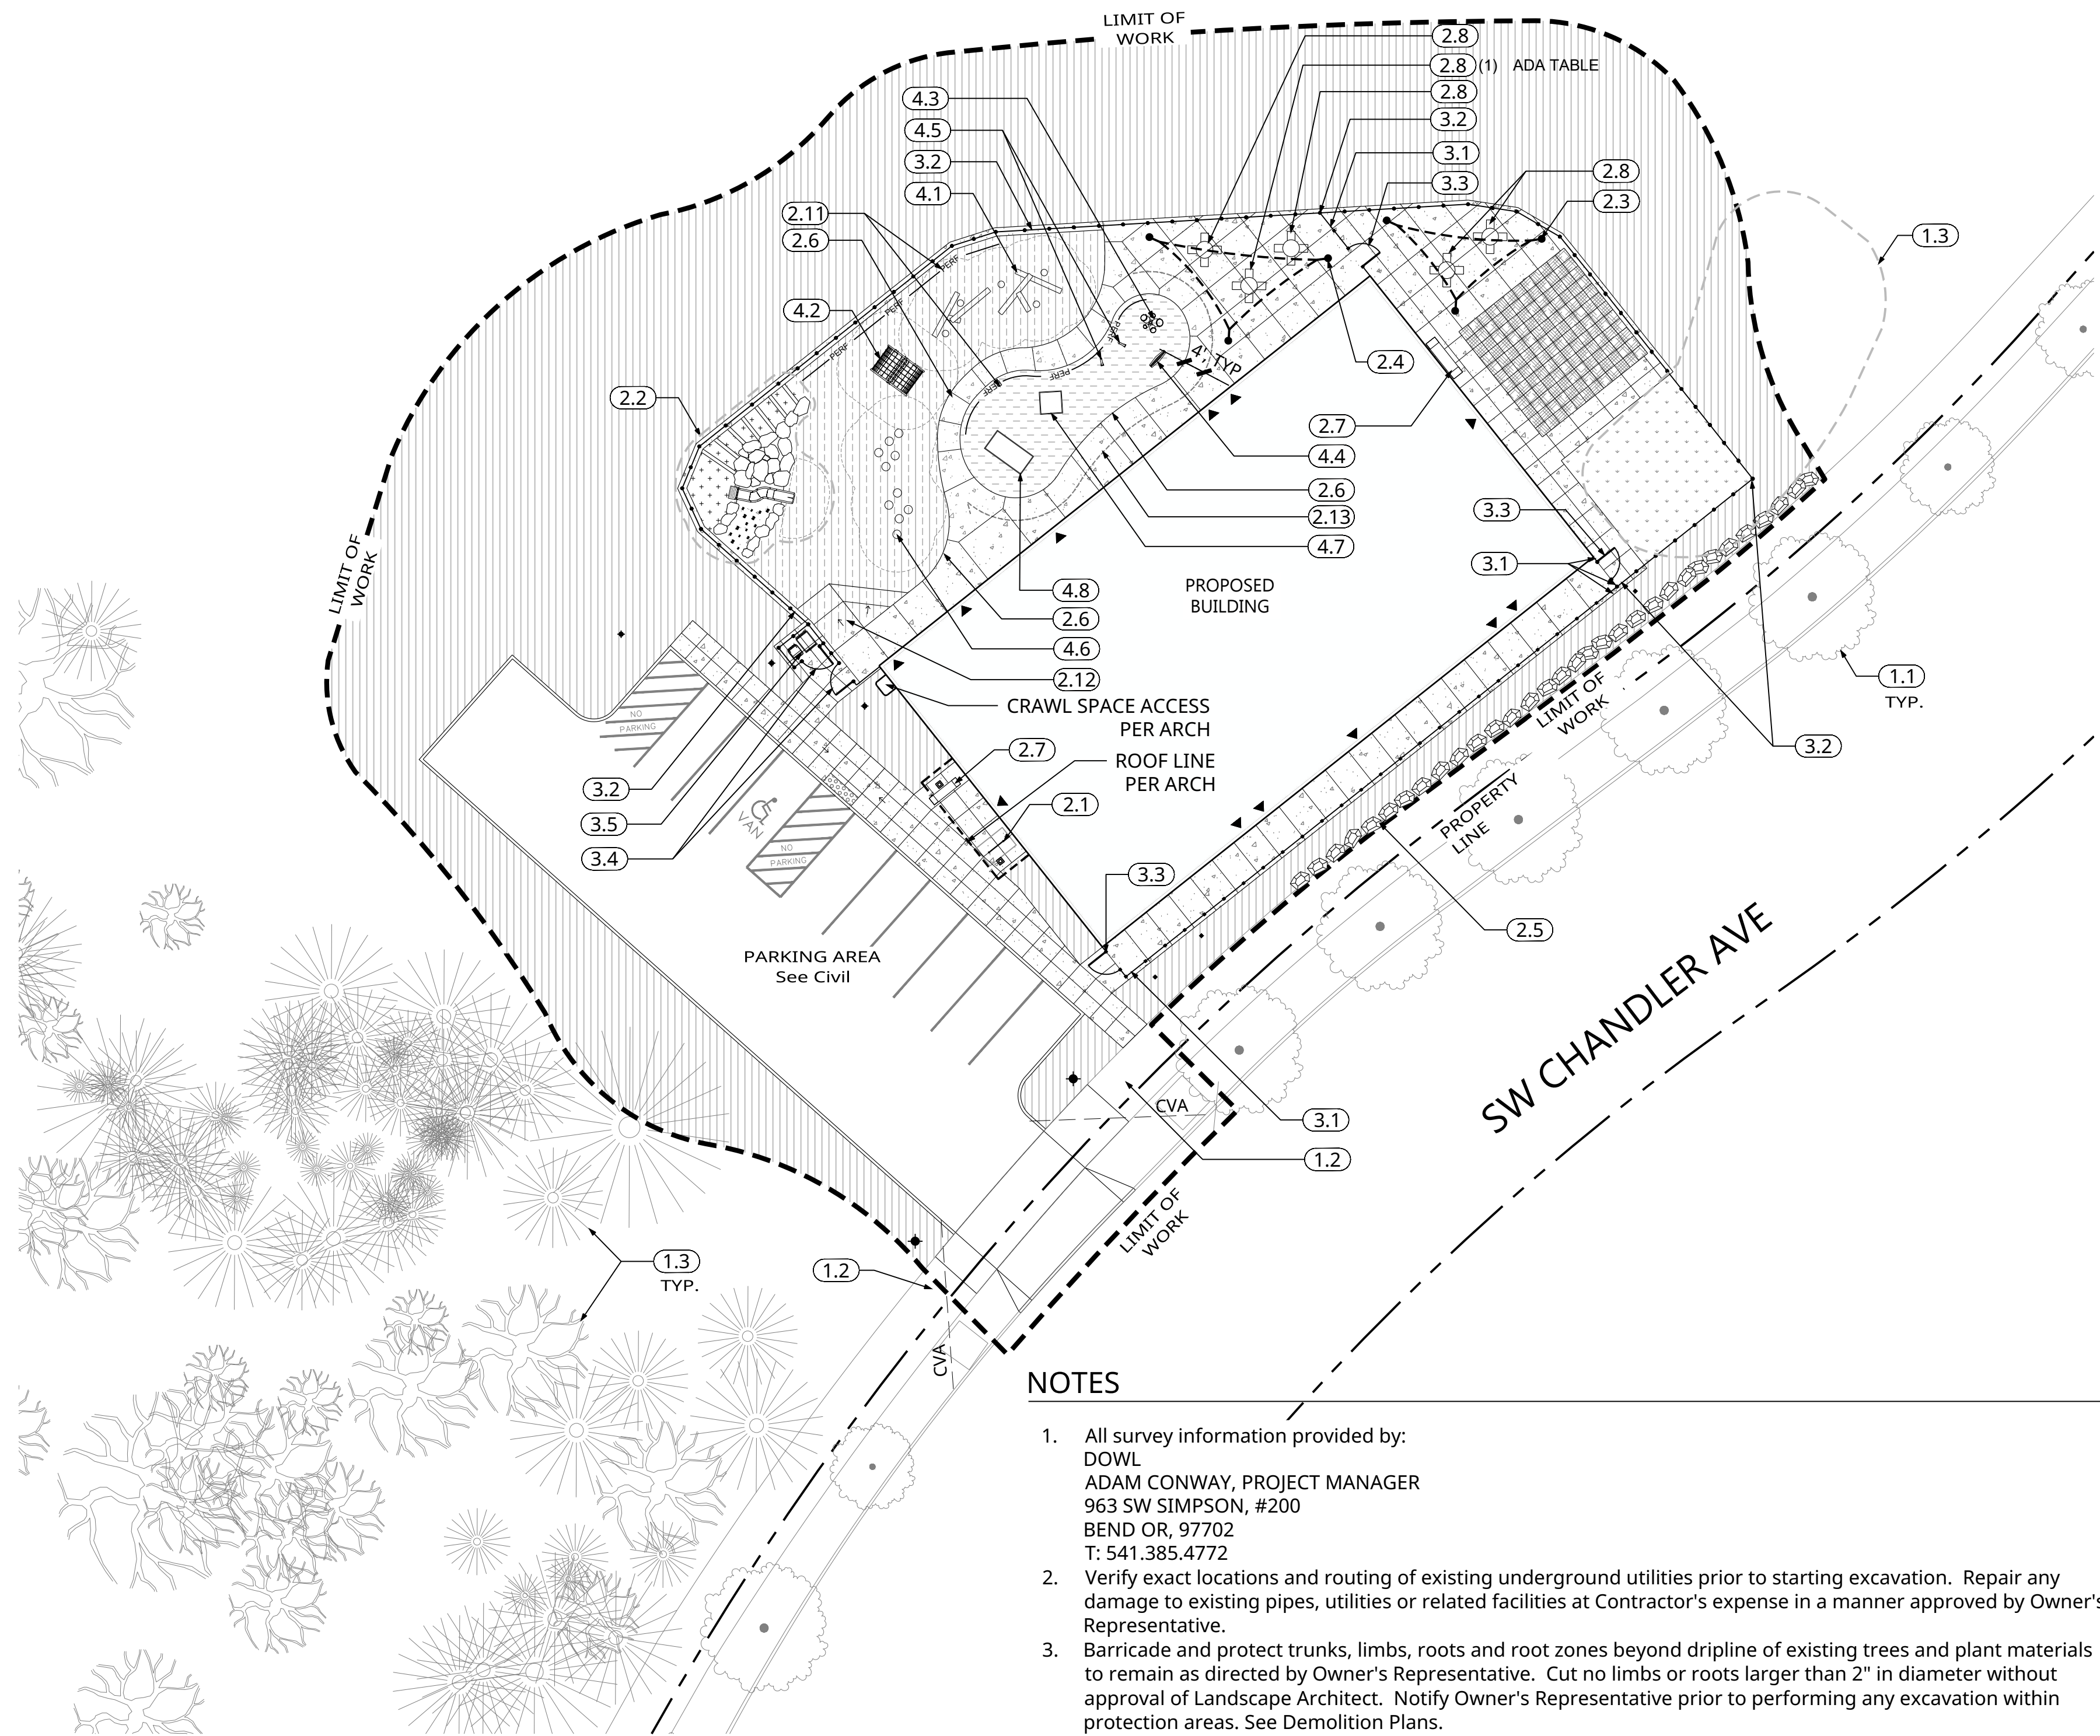 LIMIT OF
WORK
2.8
2.8 (1) ADA TABLE
2.8
3.2
3.1
3.3
2.8
2.3
4.3
4.5
3.2
4.1
2.11
2.6
4.2
2.2
1.3
PERF
PERF
PERF
PERF
PERF
PERF
4', TYP
2.4
2.7
4.4
2.6
2.13
4.7
3.3
3.1
PROPOSED
BUILDING
4.8
2.6
4.6
2.12
CRAWL SPACE ACCESS
PER ARCH
2.7
ROOF LINE
PER ARCH
2.1
LIMIT OF
WORK
NO
PARKING
3.2
3.5
3.4
VAN
NO
PARKING
1.1
TYP.
3.2
LIMIT OF
WORK
PROPERTY
LINE
3.3
2.5
PARKING AREA
See Civil
SW CHANDLER AVE
CVA
3.1
1.2
LIMIT OF
WORK
1.3
TYP.
1.2
CVA
NOTES
1. All survey information provided by:
DOWL
ADAM CONWAY, PROJECT MANAGER
963 SW SIMPSON, #200
BEND OR, 97702
T: 541.385.4772
2. Verify exact locations and routing of existing underground utilities prior to starting excavation. Repair any
damage to existing pipes, utilities or related facilities at Contractor's expense in a manner approved by Owner's
Representative.
3. Barricade and protect trunks, limbs, roots and root zones beyond dripline of existing trees and plant materials
to remain as directed by Owner's Representative. Cut no limbs or roots larger than 2" in diameter without
approval of Landscape Architect. Notify Owner's Representative prior to performing any excavation within
protection areas. See Demolition Plans.